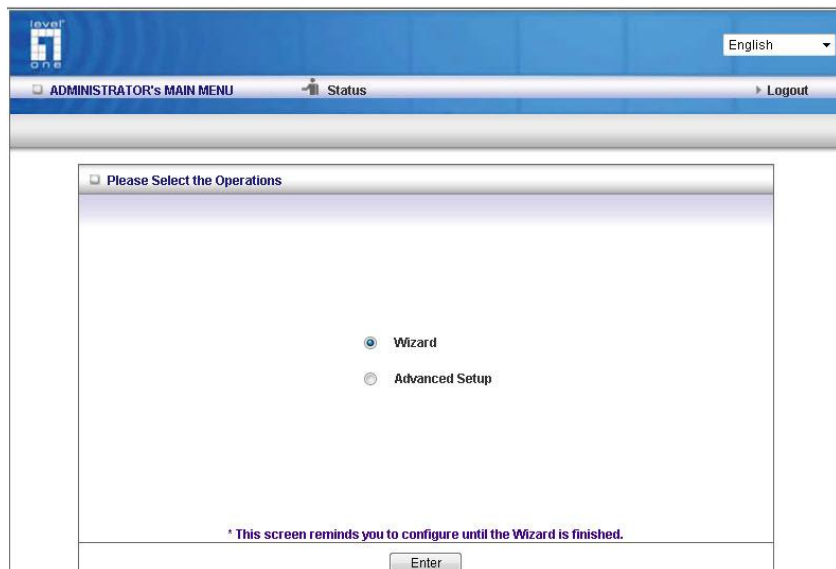 level
one
English
ADMINISTRATOR's MAIN MENU Status Logout
Please Select the Operations
Wizard
Advanced Setup
* This screen reminds you to configure until the Wizard is finished.
Enter